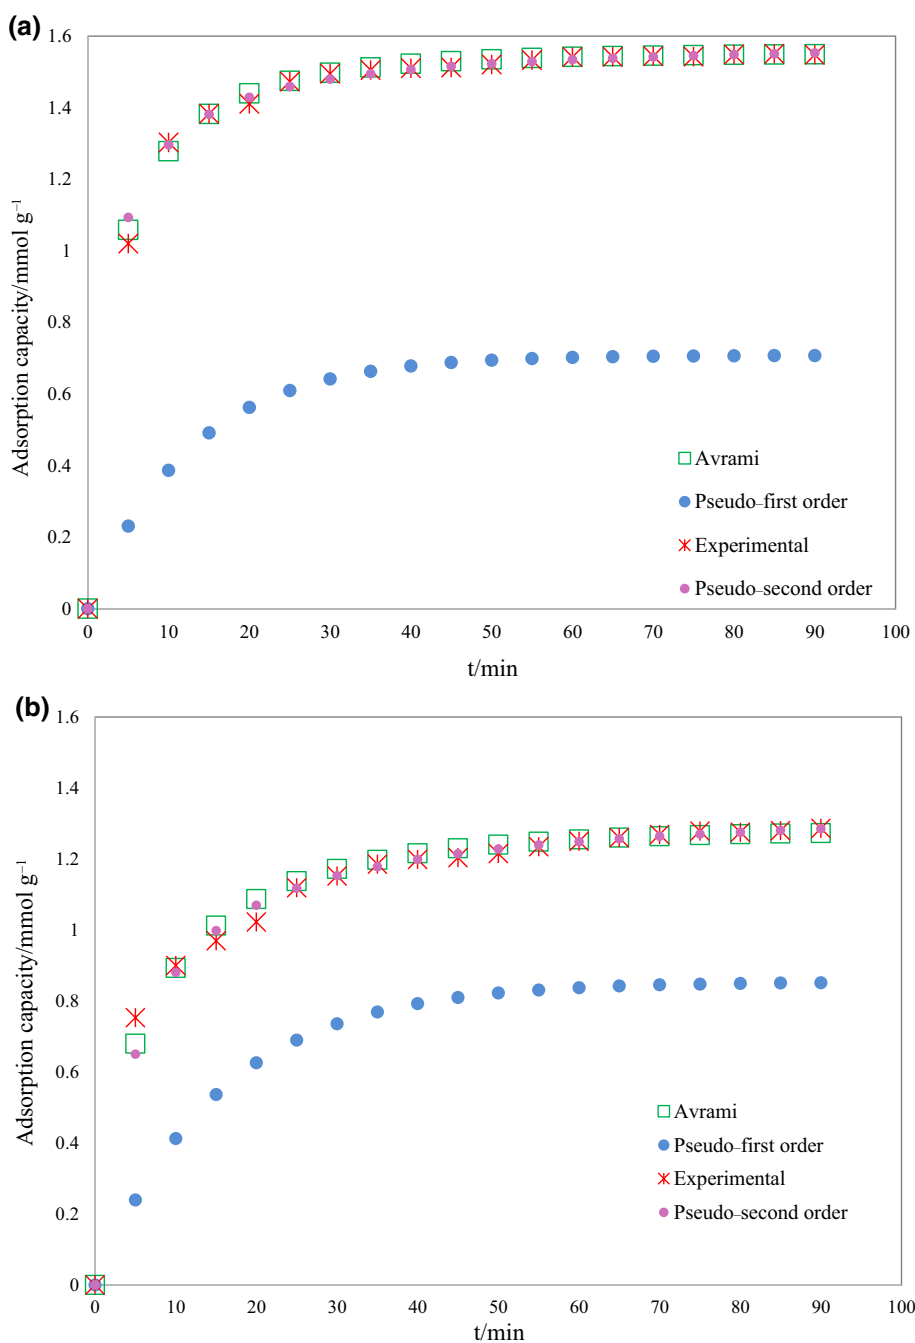 (a)
1.6
1.4
1.2
1
0.8
0.6
0.4
0.2
0
Adsorption capacity/mmol g⁻¹
Avrami
Pseudo–first order
Experimental
Pseudo–second order
0 10 20 30 40 50 60 70 80 90 100
t/min
(b)
1.6
1.4
1.2
1
0.8
0.6
0.4
0.2
0
Adsorption capacity/mmol g⁻¹
Avrami
Pseudo–first order
Experimental
Pseudo–second order
0 10 20 30 40 50 60 70 80 90 100
t/min